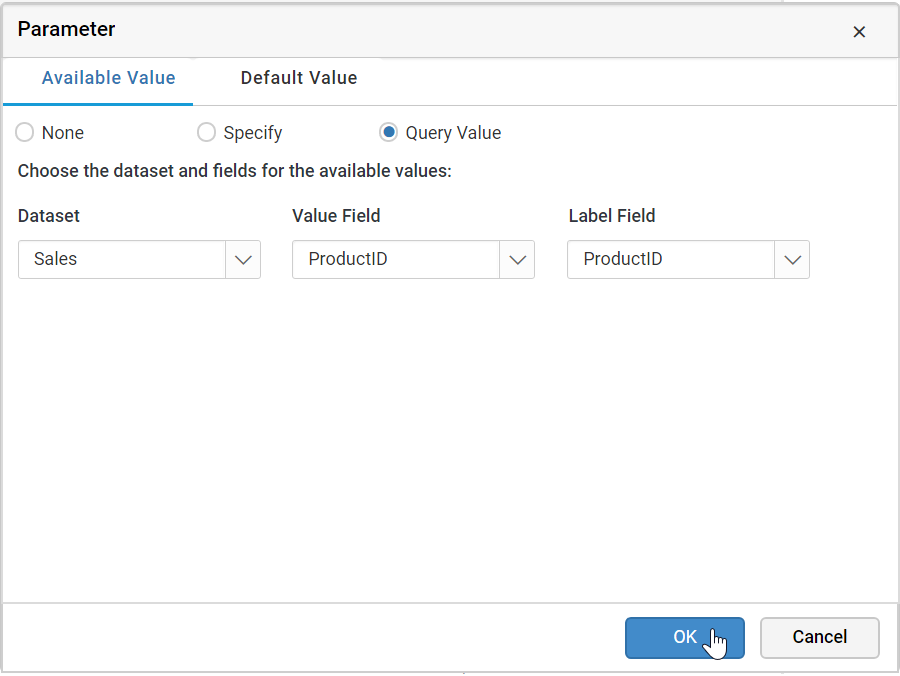 Parameter
Available Value Default Value
None Specify Query Value
Choose the dataset and fields for the available values:
Dataset Value Field Label Field
Sales ProductID ProductID
OK Cancel